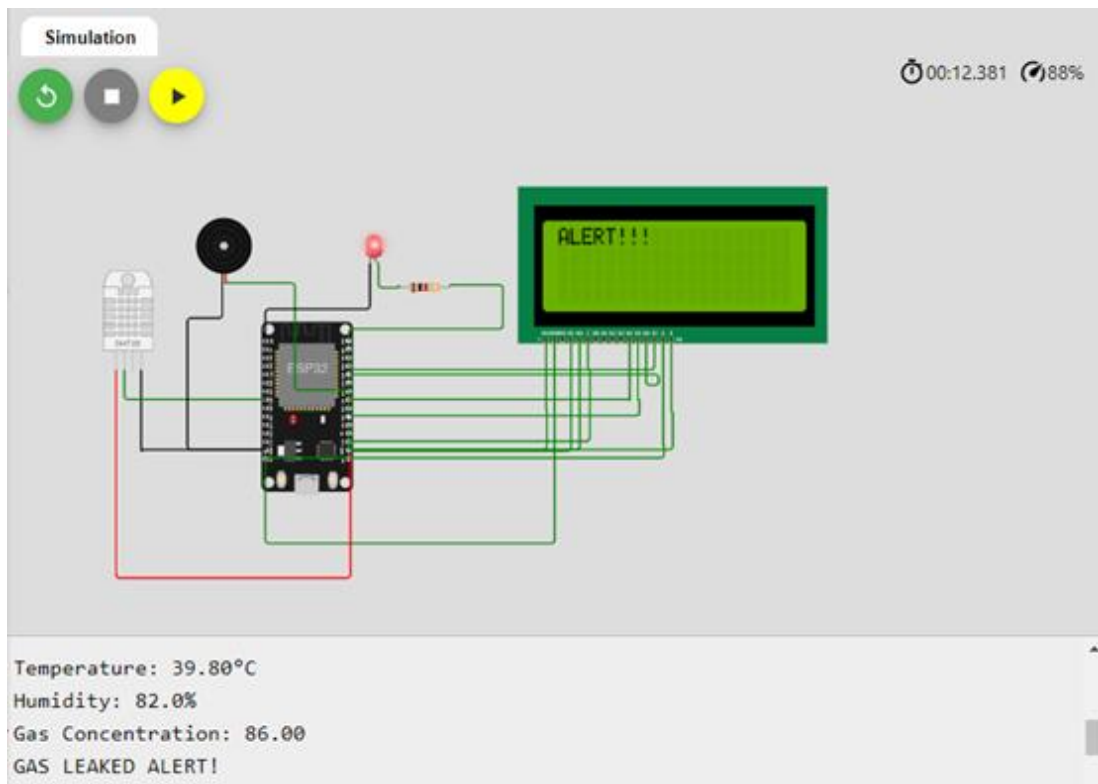 Simulation
00:12.381 88%
ALERT!!!
ESP32
Temperature: 39.80°C
Humidity: 82.0%
Gas Concentration: 86.00
GAS LEAKED ALERT!